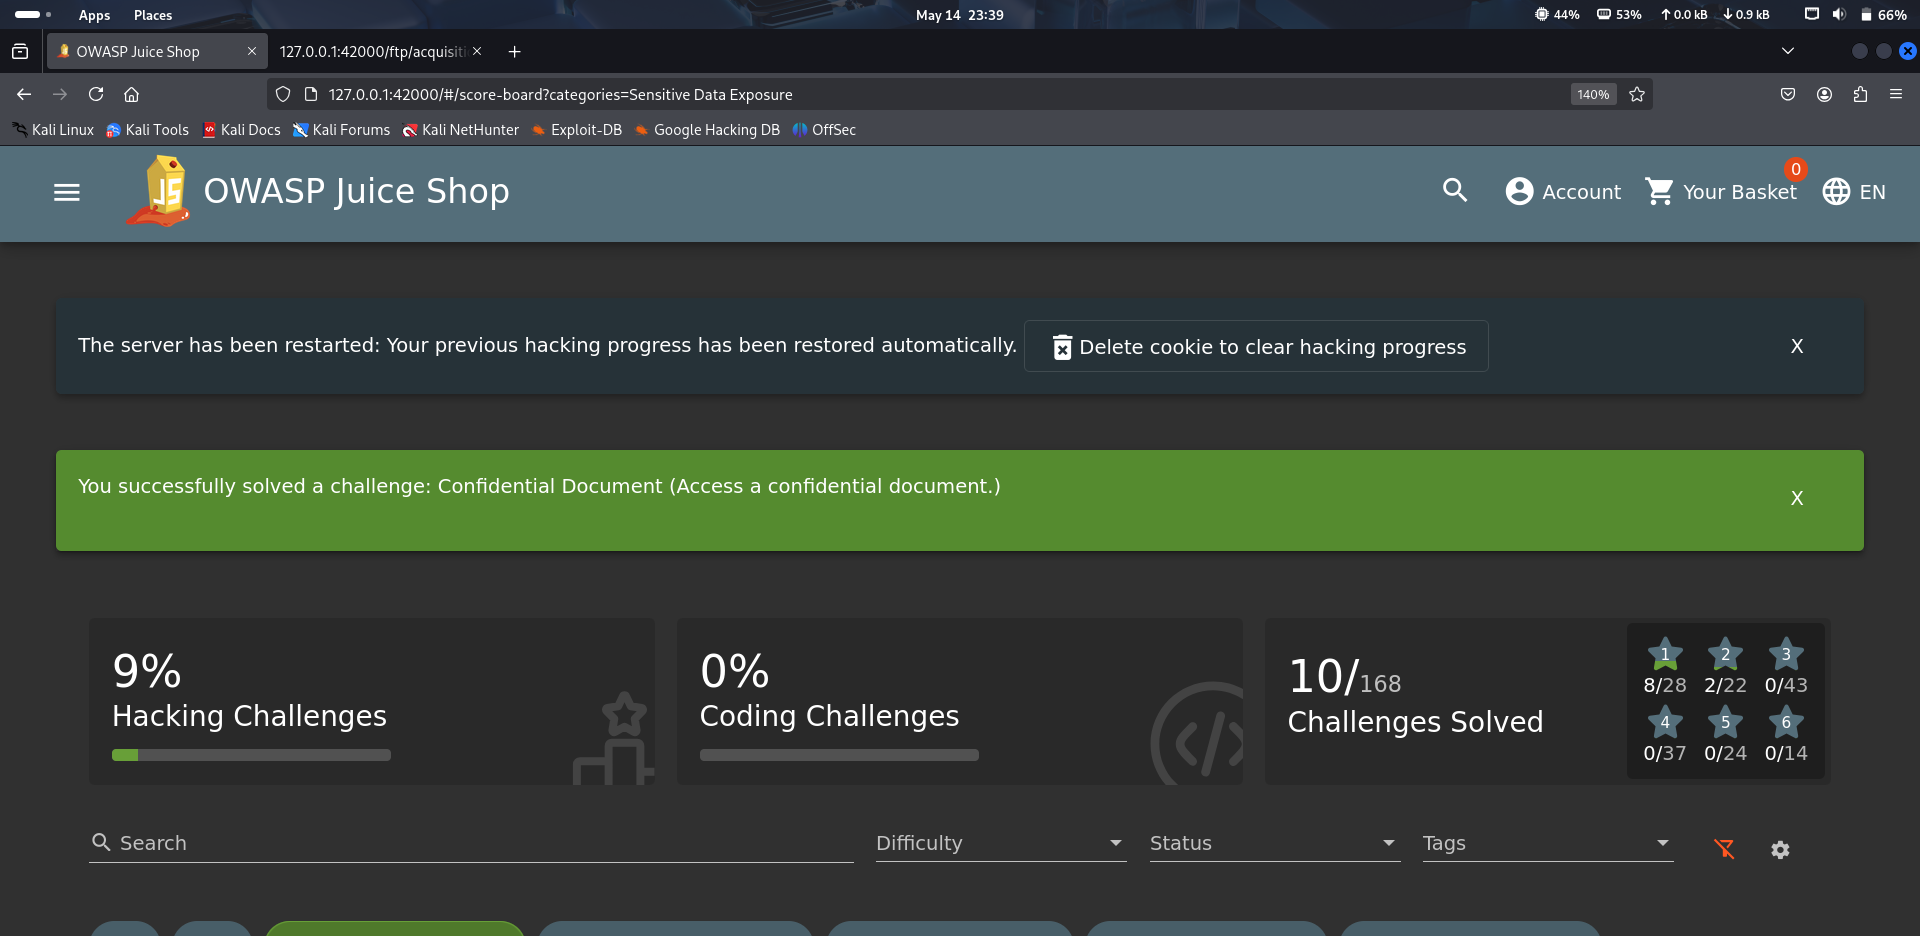 Apps Places May 14 23:39 44% 53% 0.0 kB 0.9 kB 66%
OWASP Juice Shop 127.0.0.1:42000/ftp/acquisiti
127.0.0.1:42000/#/score-board?categories=Sensitive Data Exposure 140%
Kali Linux Kali Tools Kali Docs Kali Forums Kali NetHunter Exploit-DB Google Hacking DB OffSec
JS OWASP Juice Shop Account Your Basket 0 EN
The server has been restarted: Your previous hacking progress has been restored automatically. Delete cookie to clear hacking progress X
You successfully solved a challenge: Confidential Document (Access a confidential document.) X
9%
Hacking Challenges
0%
Coding Challenges
10/168
Challenges Solved
1 2 3
8/28 2/22 0/43
4 5 6
0/37 0/24 0/14
Search Difficulty Status Tags